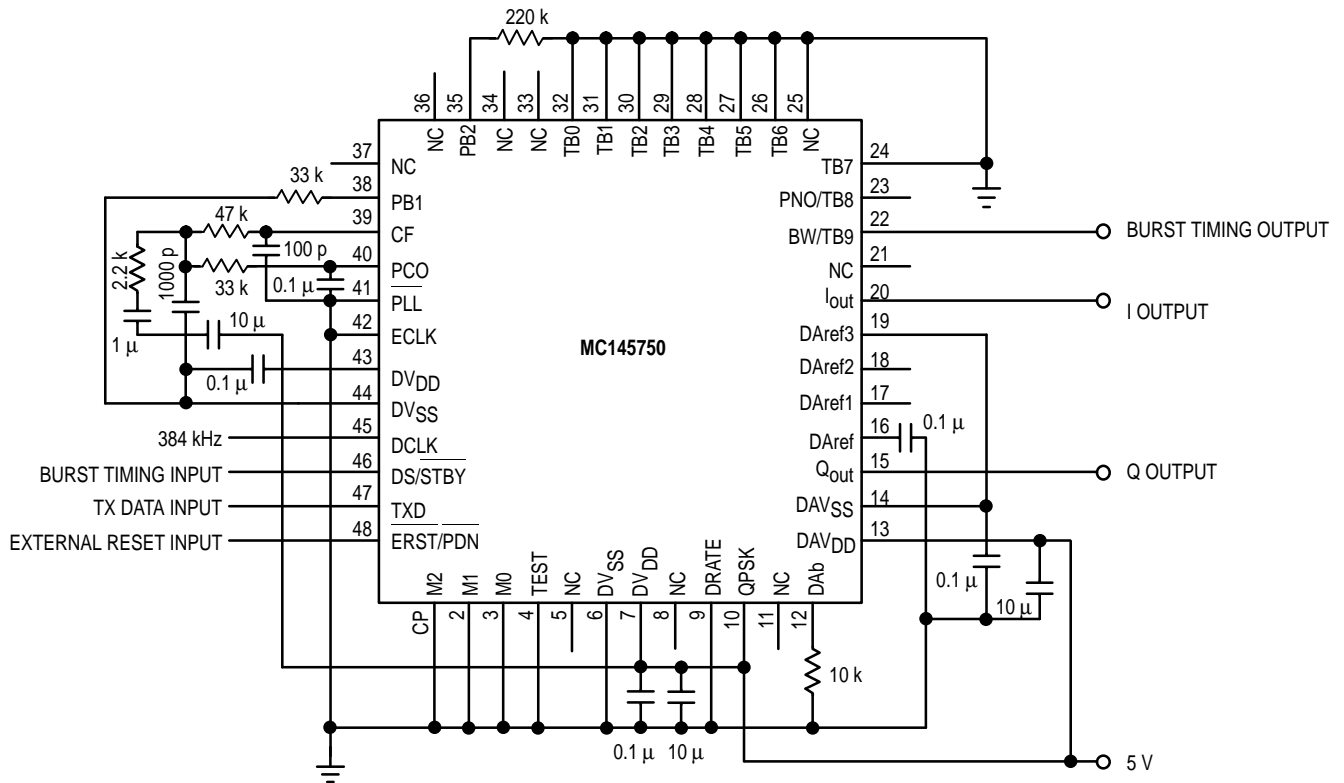 220 k
36
35
34
33
32
31
30
29
28
27
26
25
NC
PB2
NC
NC
TB0
TB1
TB2
TB3
TB4
TB5
TB6
NC
37
NC
TB7
24
33 k
38
PB1
PNO/TB8
23
47 k
39
CF
BW/TB9
22
BURST TIMING OUTPUT
2.2 k
1000 p
100 p
40
PCO
NC
21
33 k
0.1 µ
41
PLL
Iout
20
I OUTPUT
1 µ
10 µ
42
ECLK
MC145750
DAref3
19
0.1 µ
43
DVDD
DAref2
18
44
DVSS
DAref1
17
384 kHz
45
DCLK
DAref
16
0.1 µ
BURST TIMING INPUT
46
DS/STBY
Qout
15
Q OUTPUT
TX DATA INPUT
47
TXD
DAVSS
14
EXTERNAL RESET INPUT
48
ERST/PDN
DAVDD
13
M2
M1
M0
TEST
NC
DVSS
DVDD
NC
DRATE
QPSK
NC
DAb
0.1 µ
10 µ
CP
2
3
4
5
6
7
8
9
10
11
12
10 k
0.1 µ
10 µ
5 V